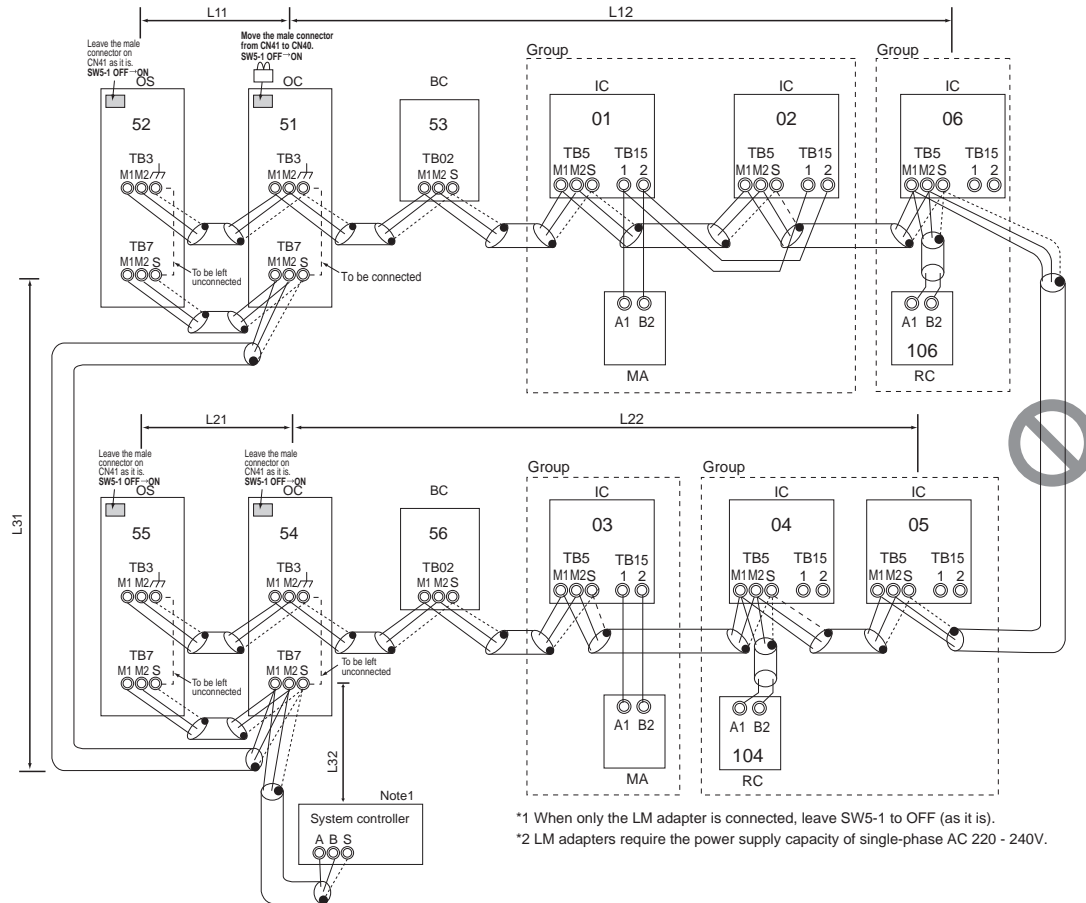 L11
L12
Leave the male
connector on
CN41 as it is.
SW5-1 OFF→ON
Move the male connector
from CN41 to CN40.
SW5-1 OFF→ON
OS
OC
BC
Group
Group
IC
IC
IC
52
51
53
01
02
06
TB3
TB3
TB02
TB5
TB15
TB5
TB15
TB5
TB15
M1M2
M1M2
M1M2 S
M1M2S
1 2
M1M2S
1 2
M1M2S
1 2
TB7
TB7
M1M2 S
M1M2 S
To be left
unconnected
To be connected
A1 B2
MA
A1 B2
106
RC
L31
L21
L22
Leave the male
connector on
CN41 as it is.
SW5-1 OFF→ON
Leave the male
connector on
CN41 as it is.
SW5-1 OFF→ON
OS
OC
BC
Group
Group
IC
IC
IC
55
54
56
03
04
05
TB3
TB3
TB02
TB5
TB15
TB5
TB15
TB5
TB15
M1 M2
M1 M2
M1 M2 S
M1M2S
1 2
M1 M2 S
1 2
M1M2 S
1 2
TB7
TB7
M1 M2 S
M1 M2 S
To be left
unconnected
To be left
unconnected
L32
A1 B2
MA
A1 B2
104
RC
Note1
System controller
A B S
*1 When only the LM adapter is connected, leave SW5-1 to OFF (as it is).
*2 LM adapters require the power supply capacity of single-phase AC 220 - 240V.